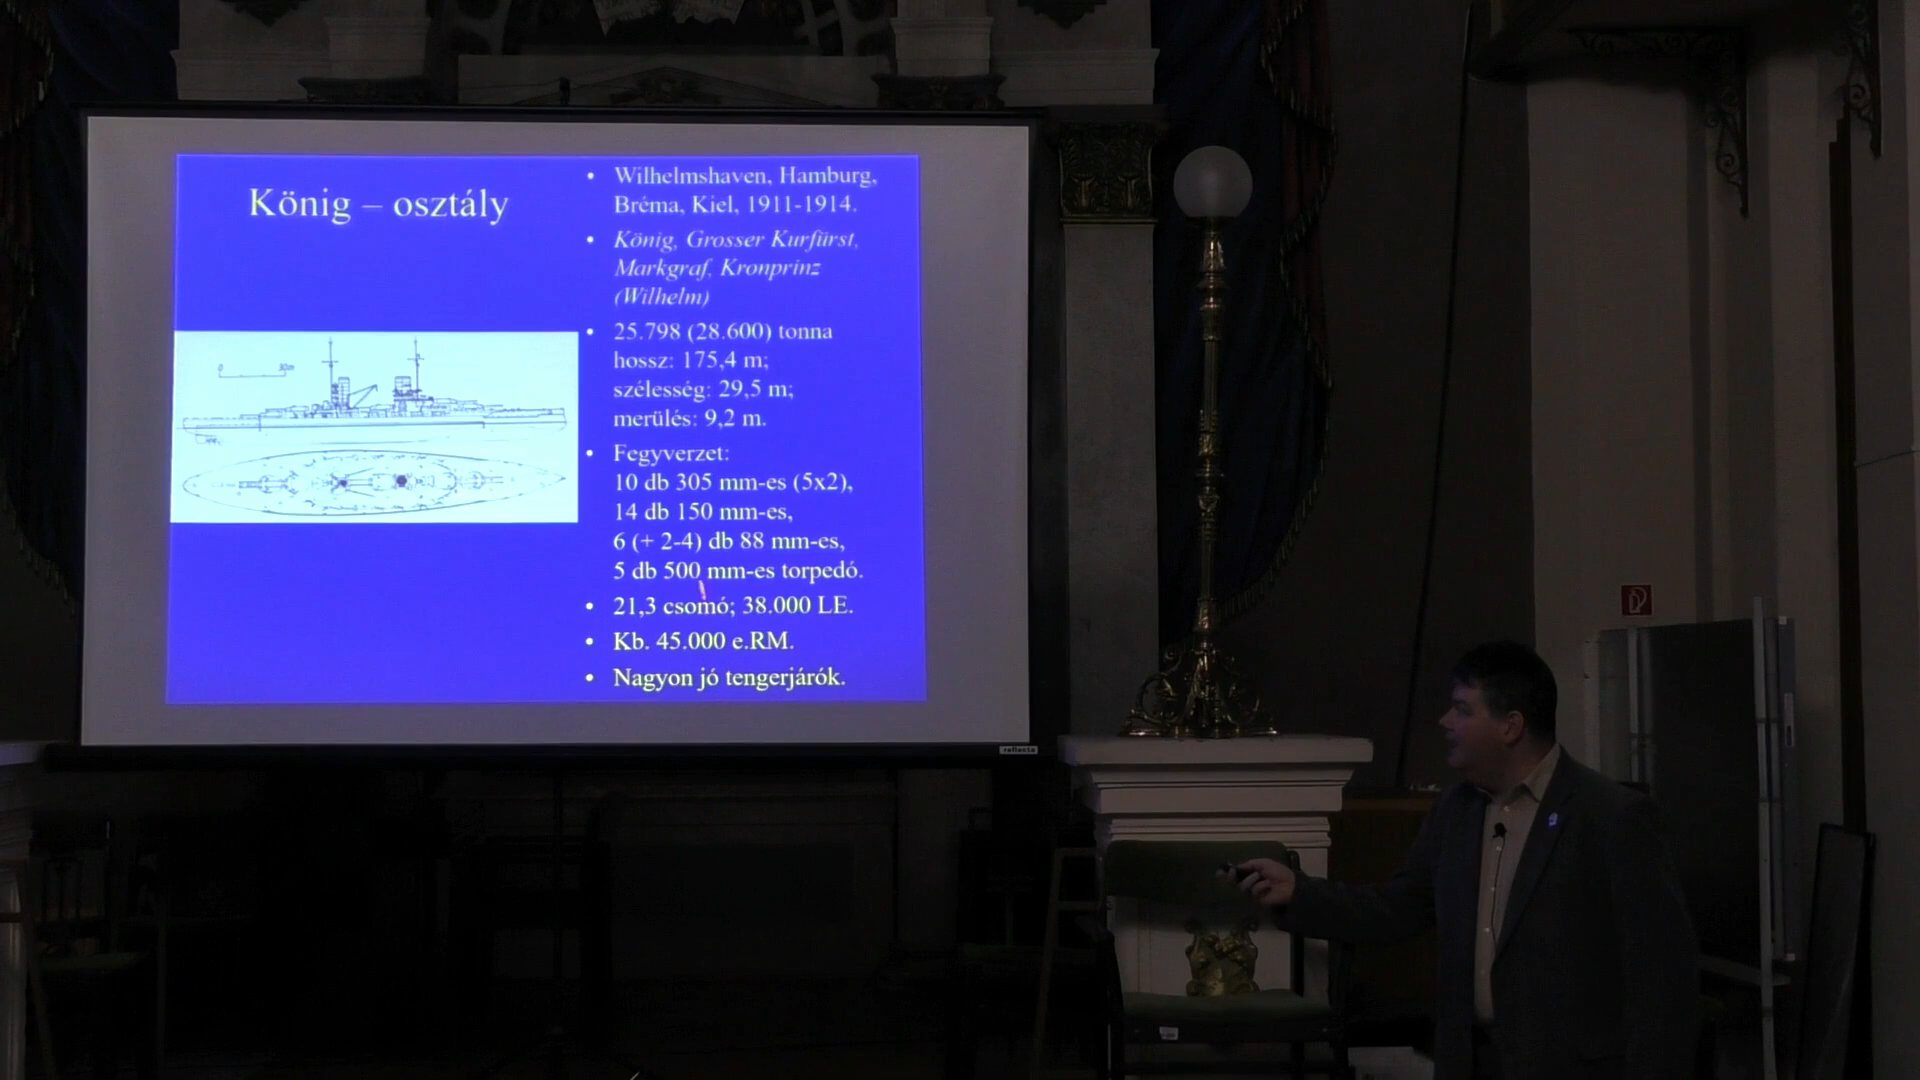 König – osztály
• Wilhelmshaven, Hamburg,
Bréma, Kiel, 1911-1914.
• König, Grosser Kurfürst,
Markgraf, Kronprinz
(Wilhelm)
• 25.798 (28.600) tonna
hossz: 175,4 m;
szélesség: 29,5 m;
merülés: 9,2 m.
• Fegyverzet:
10 db 305 mm-es (5x2),
14 db 150 mm-es,
6 (+ 2-4) db 88 mm-es,
5 db 500 mm-es torpedó.
• 21,3 csomó; 38.000 LE.
• Kb. 45.000 e.RM.
• Nagyon jó tengerjárók.
0 30m
reflecta